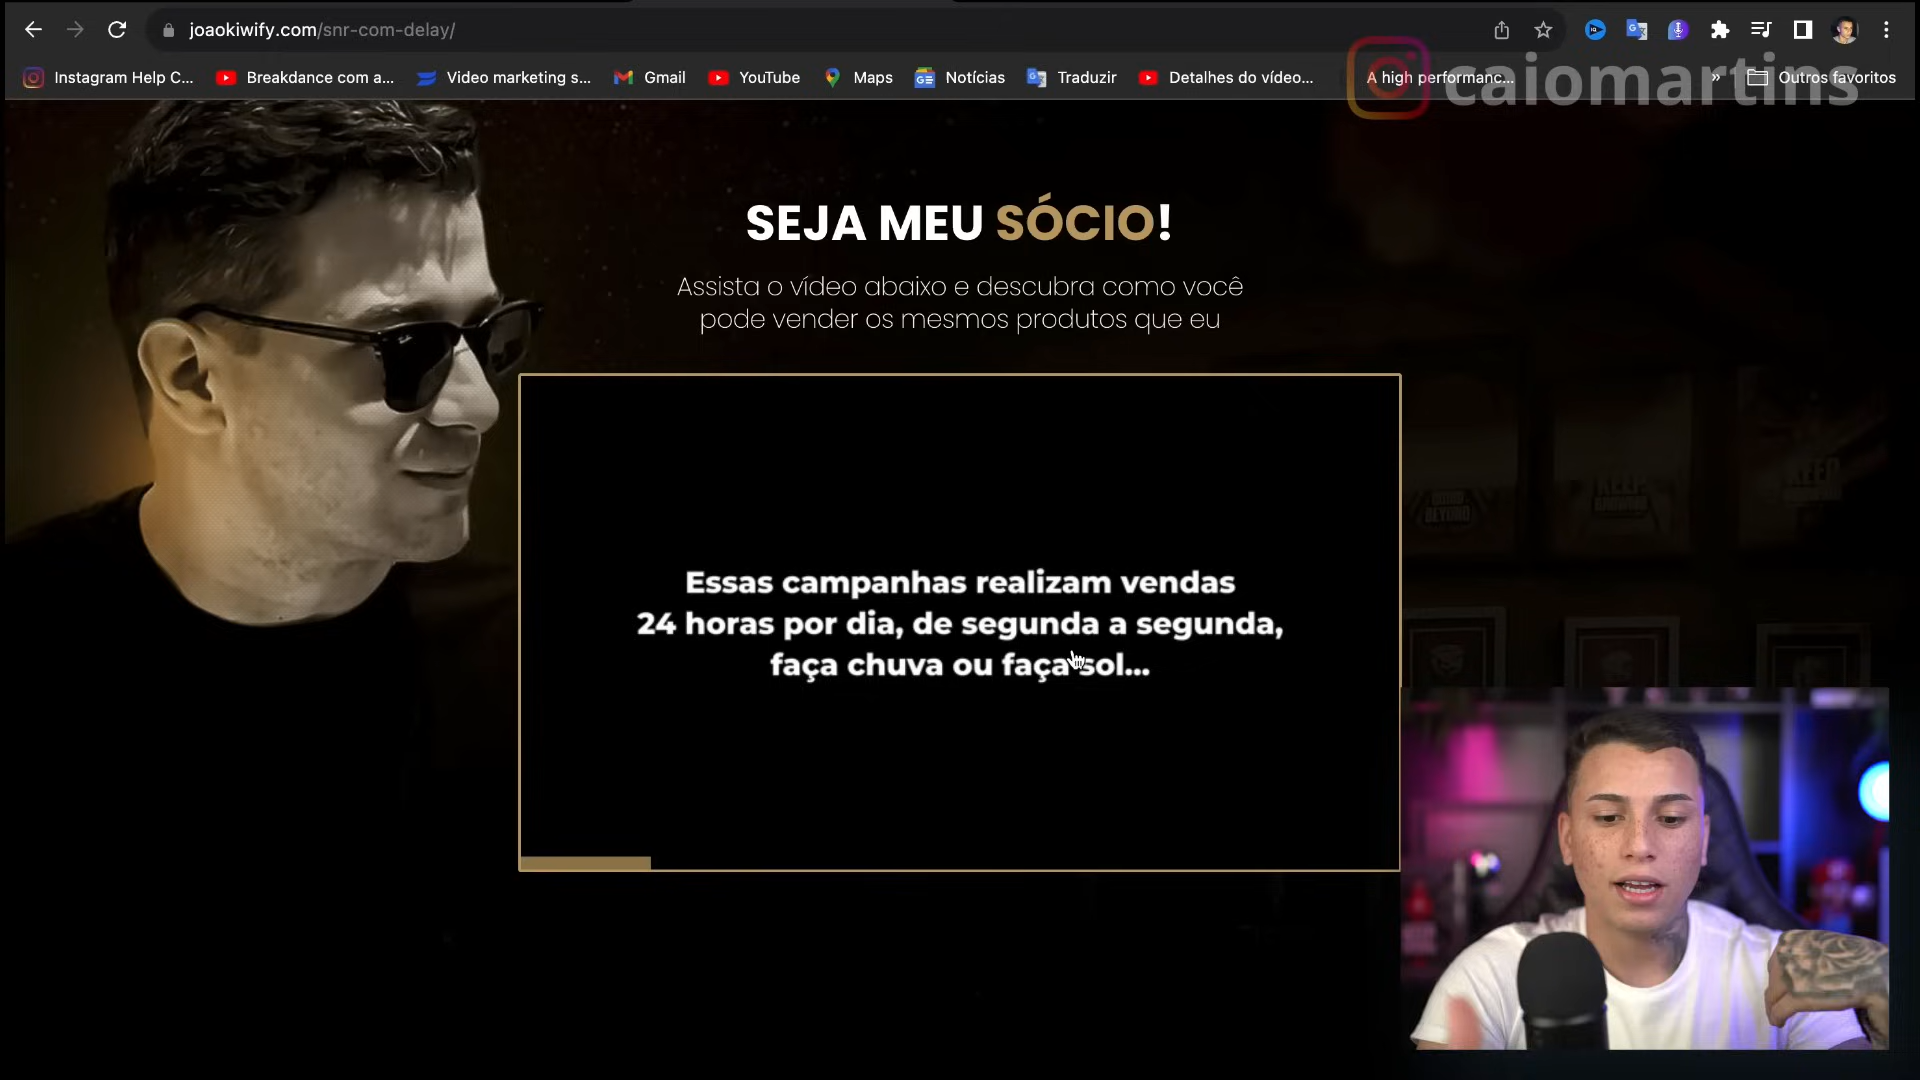 joaokiwify.com/snr-com-delay/
Instagram Help C...
Breakdance com a...
Video marketing s...
Gmail
YouTube
Maps
Notícias
Traduzir
Detalhes do vídeo...
A high performanc...
»
Outros favoritos
caiomartins
SEJA MEU SÓCIO!
Assista o vídeo abaixo e descubra como você
pode vender os mesmos produtos que eu
Essas campanhas realizam vendas
24 horas por dia, de segunda a segunda,
faça chuva ou faça sol...